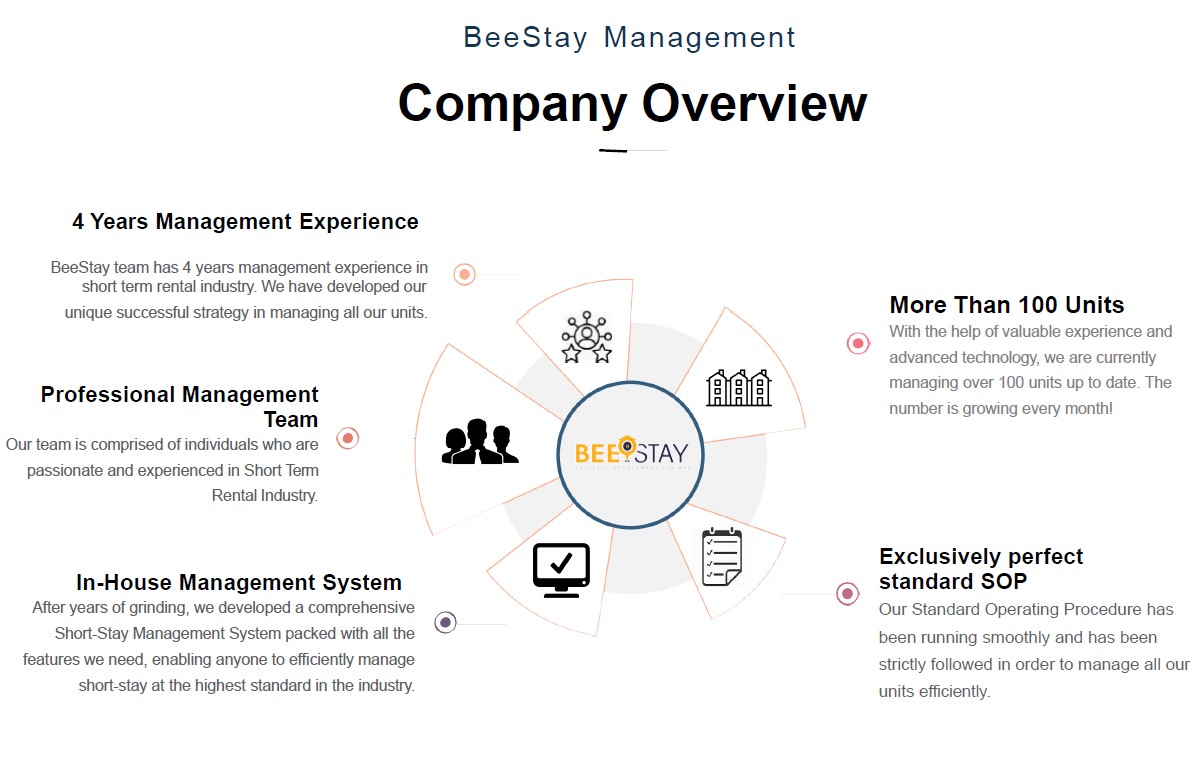 BeeStay Management
Company Overview
4 Years Management Experience
BeeStay team has 4 years management experience in
short term rental industry. We have developed our
unique successful strategy in managing all our units.
Professional Management
Team
Our team is comprised of individuals who are
passionate and experienced in Short Term
Rental Industry.
In-House Management System
After years of grinding, we developed a comprehensive
Short-Stay Management System packed with all the
features we need, enabling anyone to efficiently manage
short-stay at the highest standard in the industry.
BEE STAY
More Than 100 Units
With the help of valuable experience and
advanced technology, we are currently
managing over 100 units up to date. The
number is growing every month!
Exclusively perfect
standard SOP
Our Standard Operating Procedure has
been running smoothly and has been
strictly followed in order to manage all our
units efficiently.